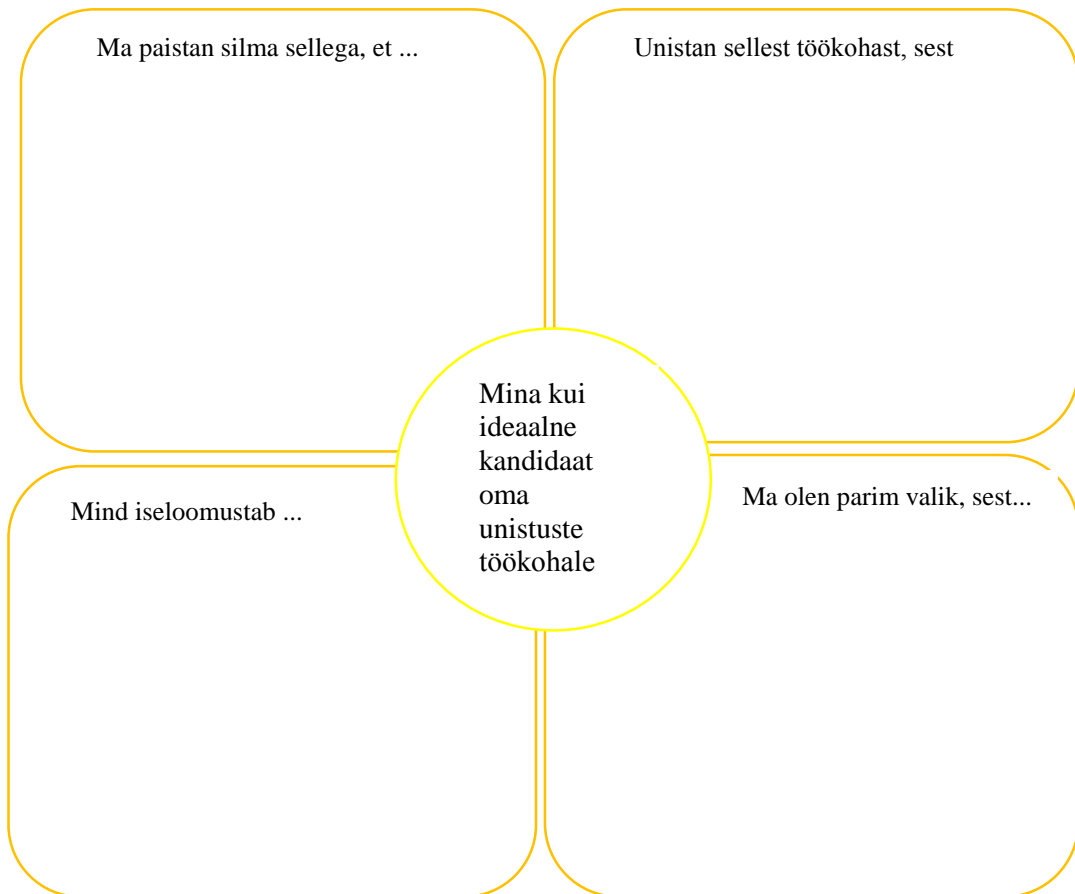 Ma paistan silma sellega, et ...
Unistan sellest töökohast, sest
Mina kui
ideaalne
kandidaat
oma
unistuste
töökohale
Mind iseloomustab ...
Ma olen parim valik, sest...